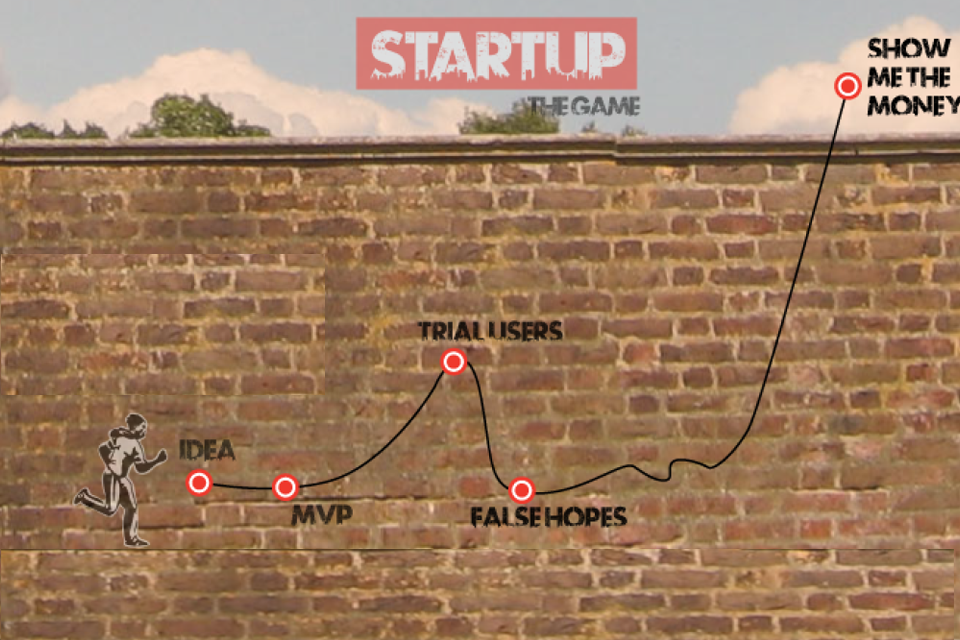 STARTUP
THE GAME
SHOW
ME THE
MONEY
TRIAL USERS
IDEA
MVP
FALSE HOPES